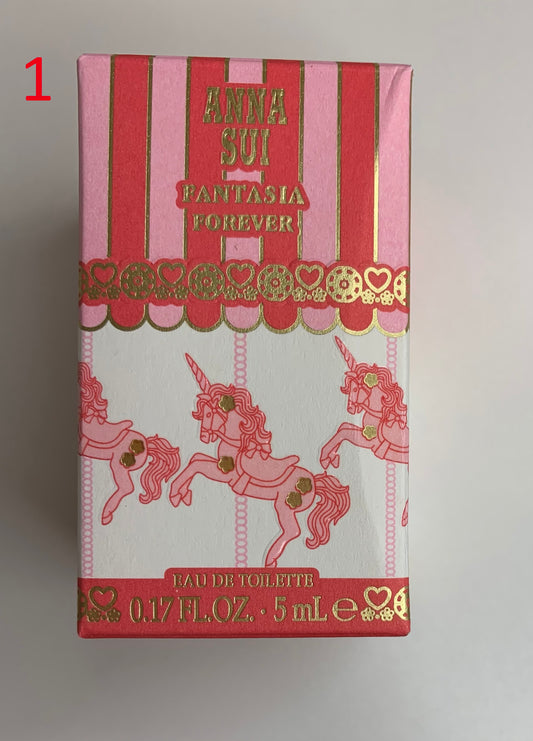 1
ANNA
SUI
FANTASIA
FOREVER
EAU DE TOILETTE
0.17 FL.OZ. · 5 mL ℮